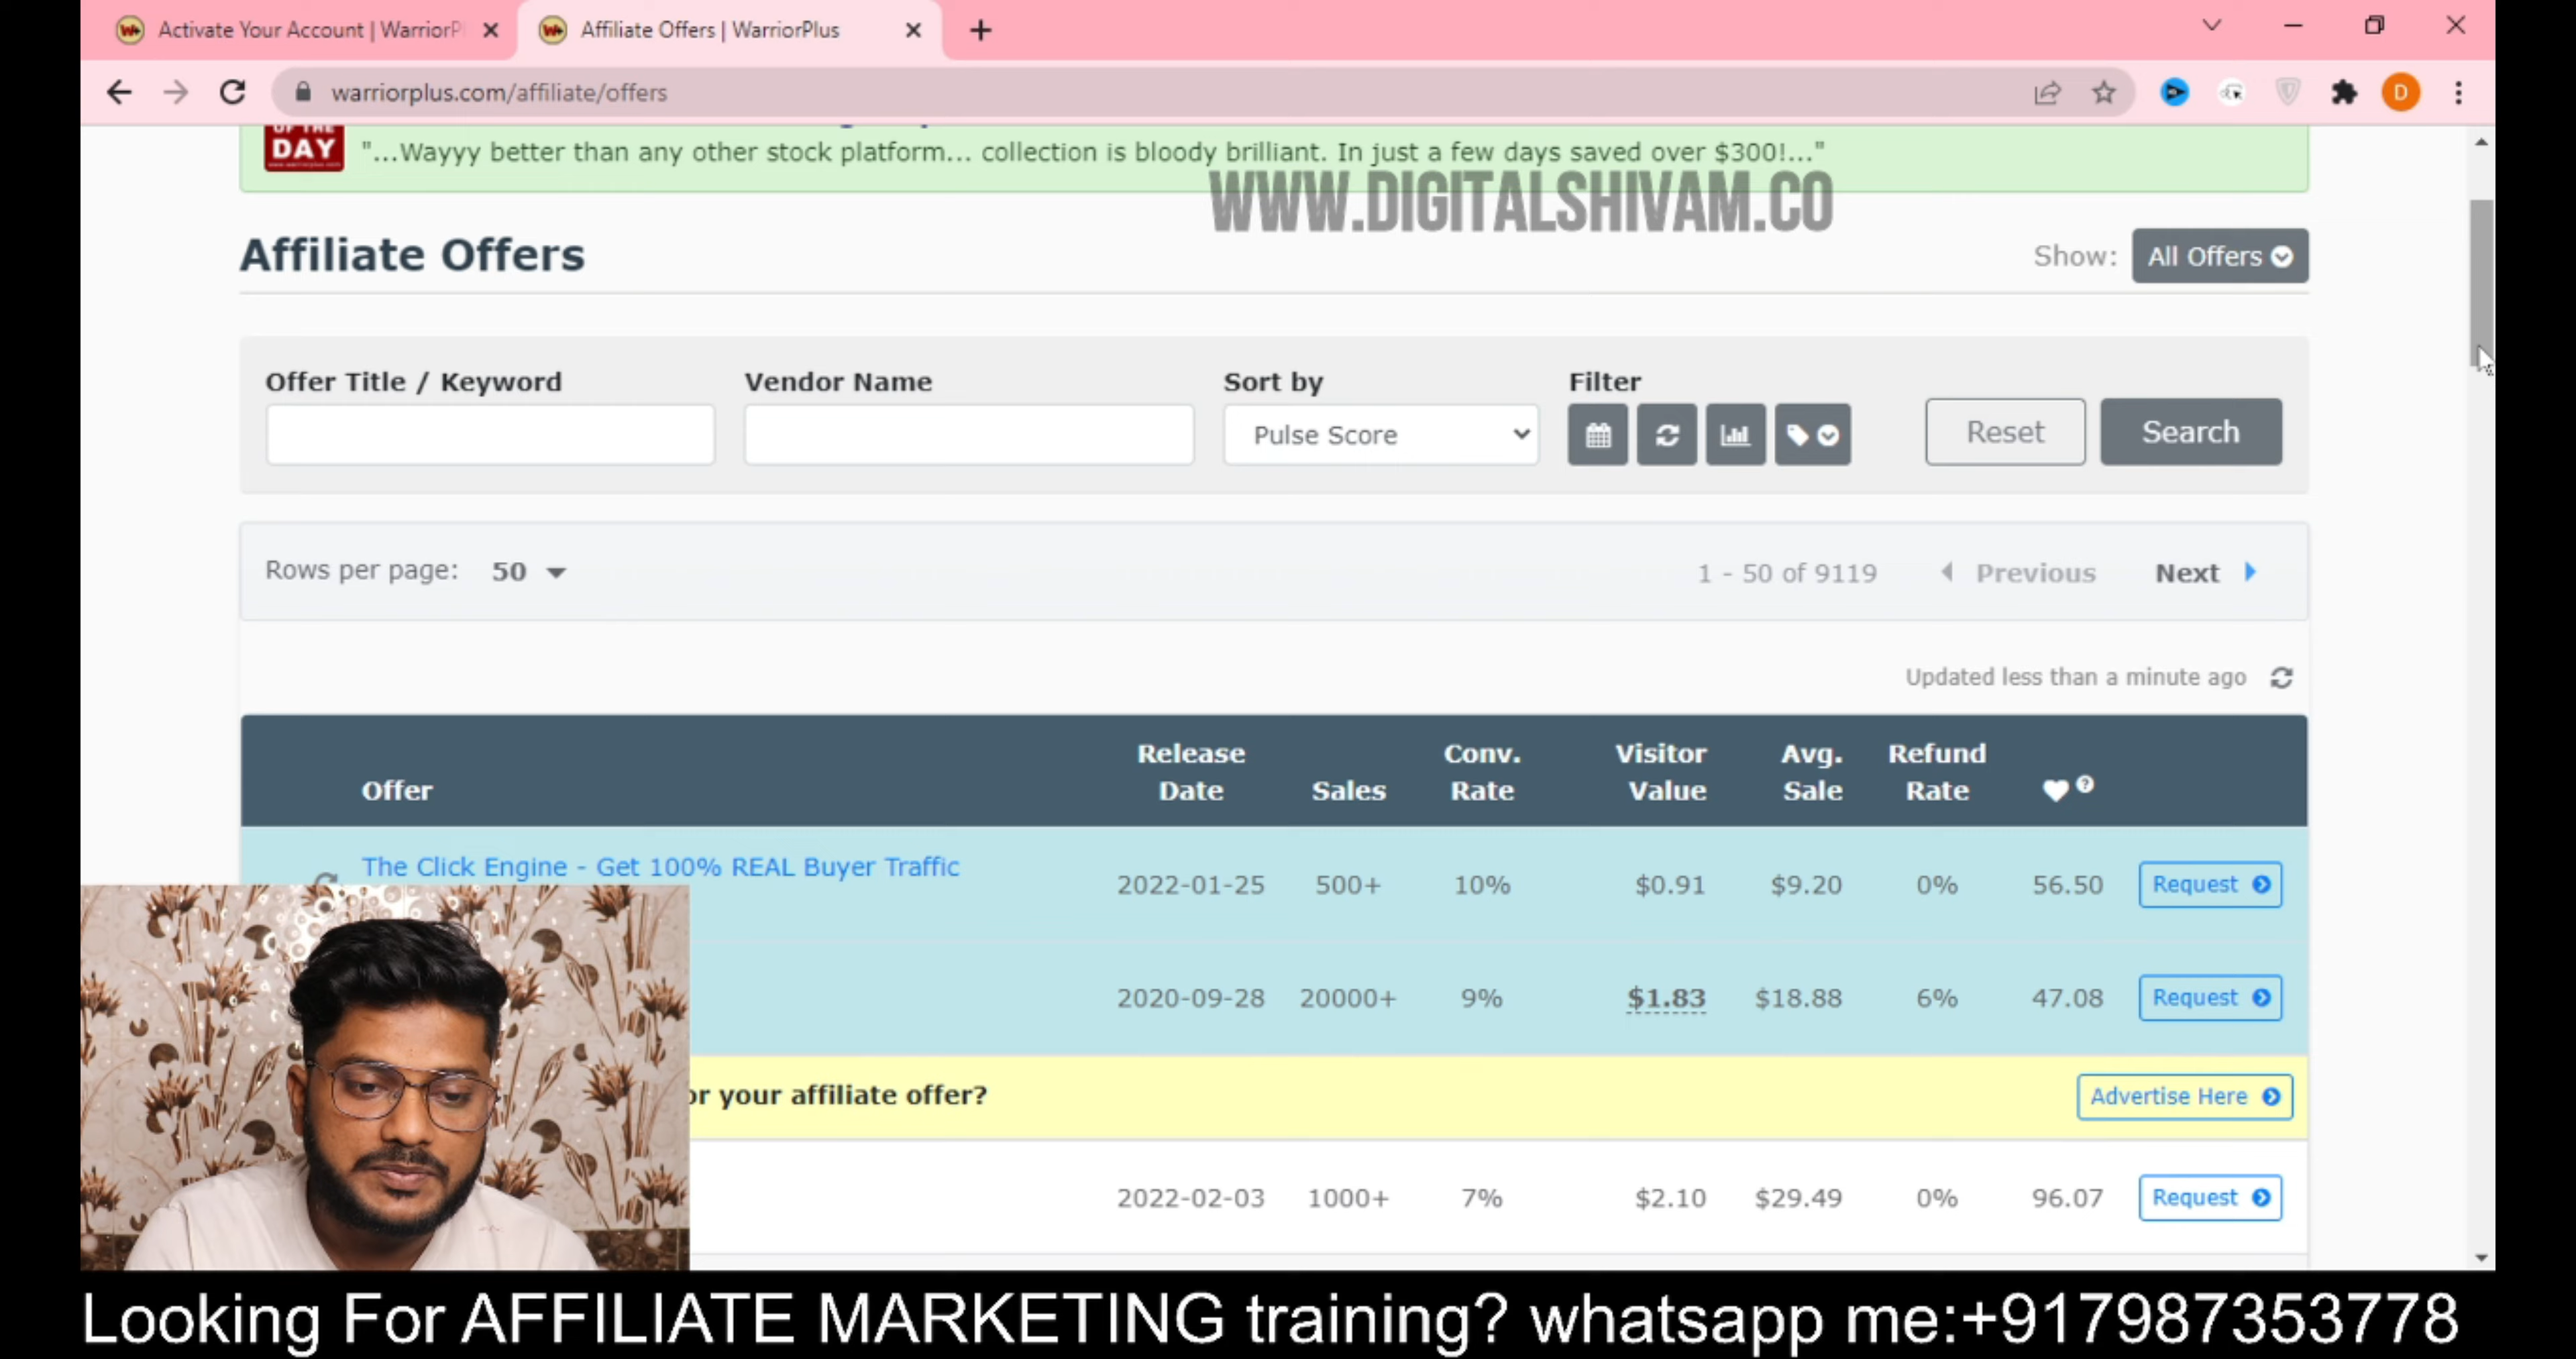 Activate Your Account | WarriorP
Affiliate Offers | WarriorPlus
warriorplus.com/affiliate/offers
D
OF THE
DAY
"...Wayyy better than any other stock platform... collection is bloody brilliant. In just a few days saved over $300!..."
WWW.DIGITALSHIVAM.CO
Affiliate Offers
Show: All Offers
Offer Title / Keyword Vendor Name Sort by Filter
Pulse Score Reset Search
Rows per page: 50 1 - 50 of 9119 Previous Next
Updated less than a minute ago
Offer Release Date Sales Conv. Rate Visitor Value Avg. Sale Refund Rate
The Click Engine - Get 100% REAL Buyer Traffic
2022-01-25 500+ 10% $0.91 $9.20 0% 56.50 Request
2020-09-28 20000+ 9% $1.83 $18.88 6% 47.08 Request
or your affiliate offer? Advertise Here
2022-02-03 1000+ 7% $2.10 $29.49 0% 96.07 Request
Looking For AFFILIATE MARKETING training? whatsapp me:+917987353778